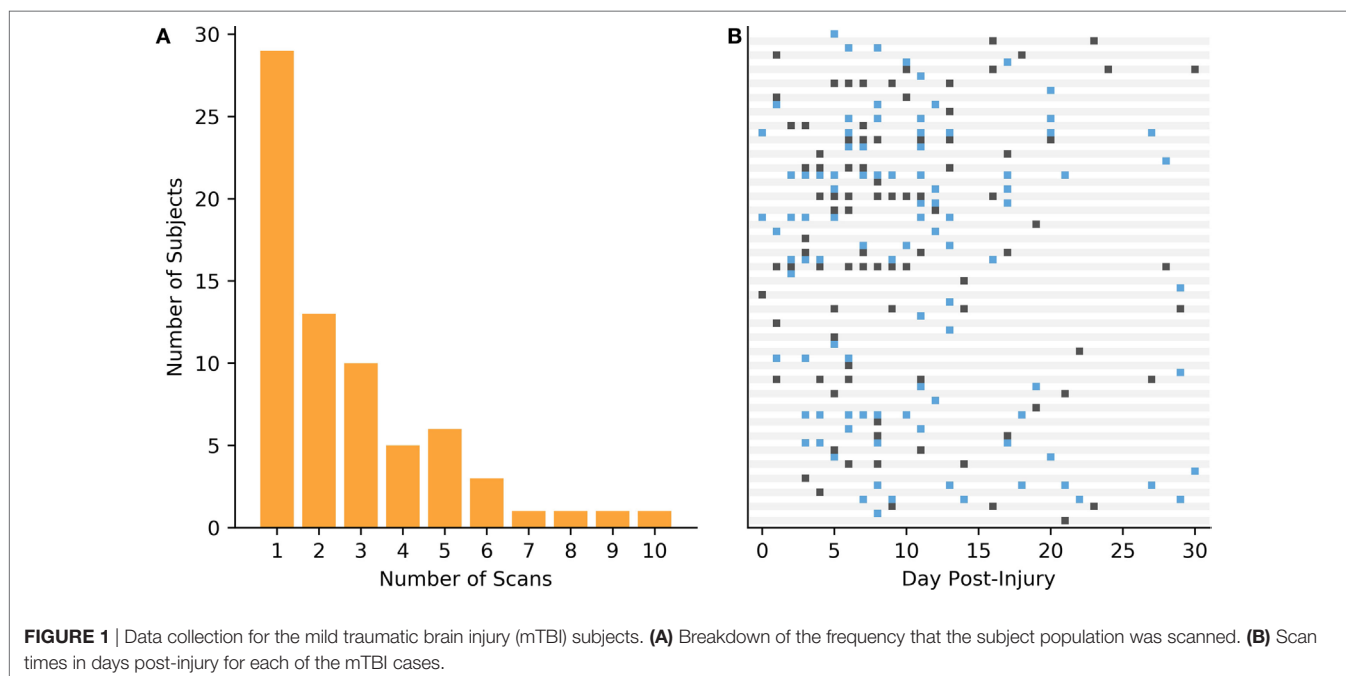 A
30
25
20
15
10
5
0
Number of Subjects
1 2 3 4 5 6 7 8 9 10
Number of Scans
B
0 5 10 15 20 25 30
Day Post-Injury
FIGURE 1 | Data collection for the mild traumatic brain injury (mTBI) subjects. (A) Breakdown of the frequency that the subject population was scanned. (B) Scan
times in days post-injury for each of the mTBI cases.